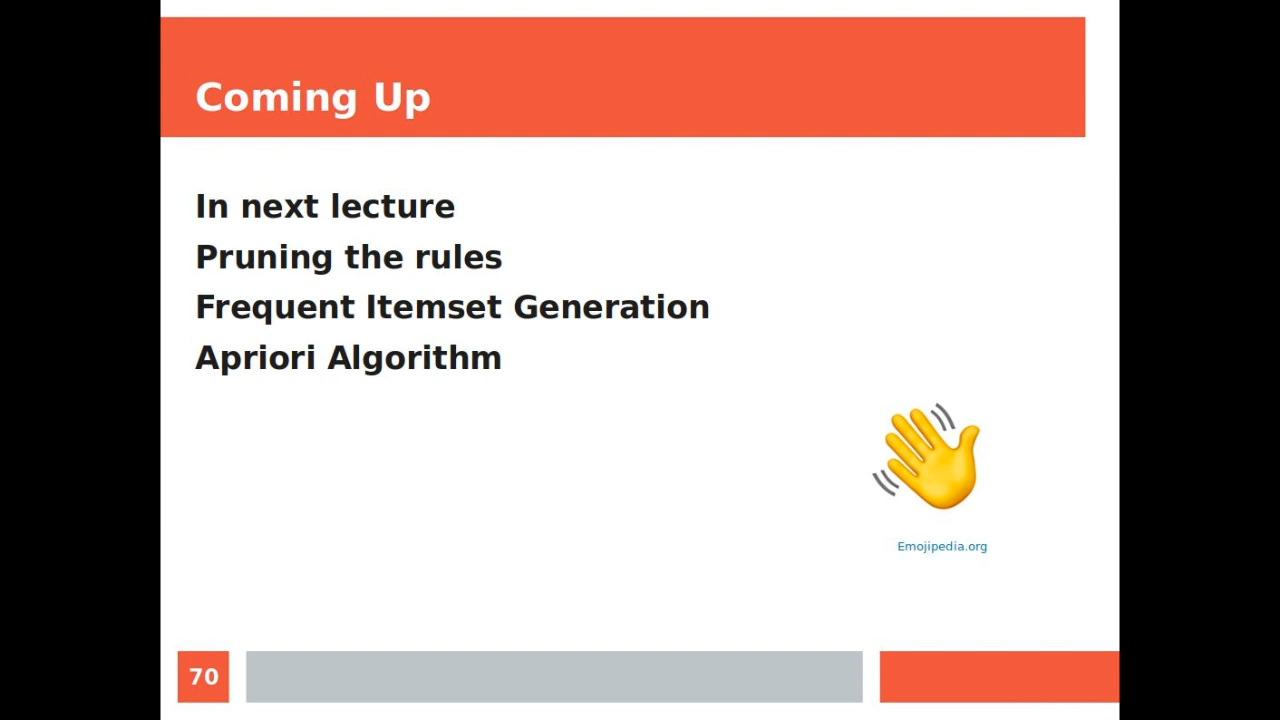 Coming Up
In next lecture
Pruning the rules
Frequent Itemset Generation
Apriori Algorithm
Emojipedia.org
70